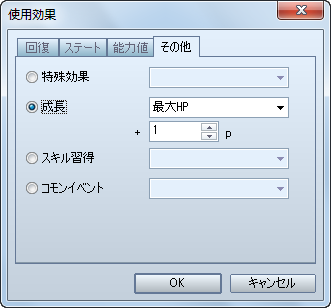 使用効果
回復 ステート 能力値 その他
特殊効果
成長 最大HP
+ 1 p
スキル習得
コモンイベント
OK キャンセル